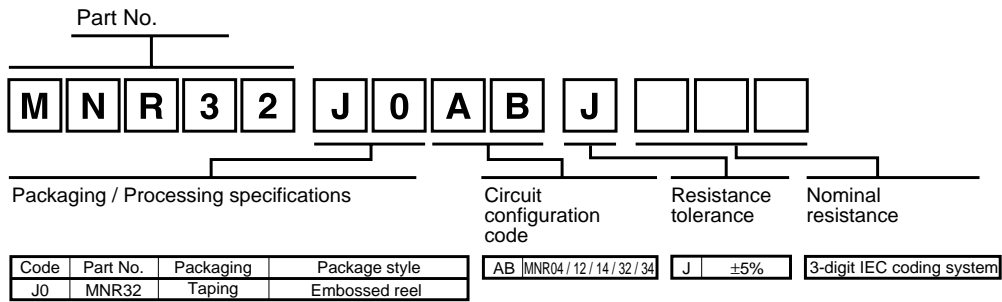 Part No.
M N R 3 2 J 0 A B J
Packaging / Processing specifications
Circuit configuration code
Resistance tolerance
Nominal resistance
Code Part No. Packaging Package style
J0 MNR32 Taping Embossed reel
AB MNR04 / 12 / 14 / 32 / 34
J ±5%
3-digit IEC coding system